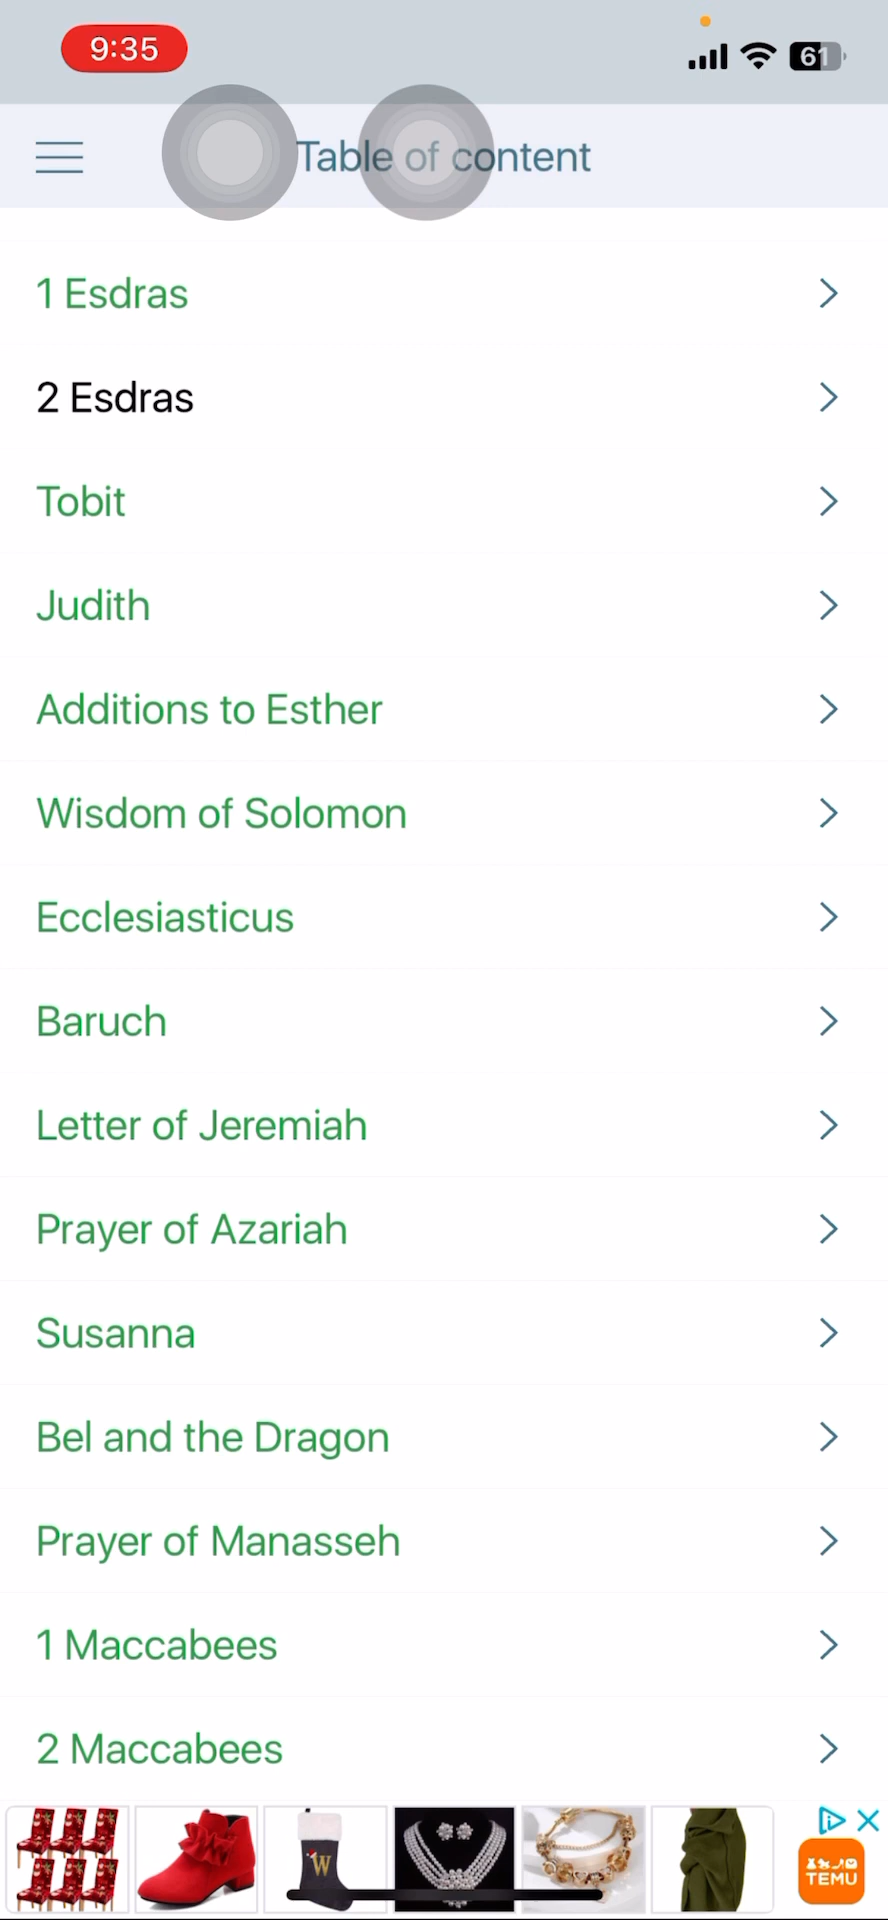 9:35
61
Table of content
1 Esdras
2 Esdras
Tobit
Judith
Additions to Esther
Wisdom of Solomon
Ecclesiasticus
Baruch
Letter of Jeremiah
Prayer of Azariah
Susanna
Bel and the Dragon
Prayer of Manasseh
1 Maccabees
2 Maccabees
W
TEMU